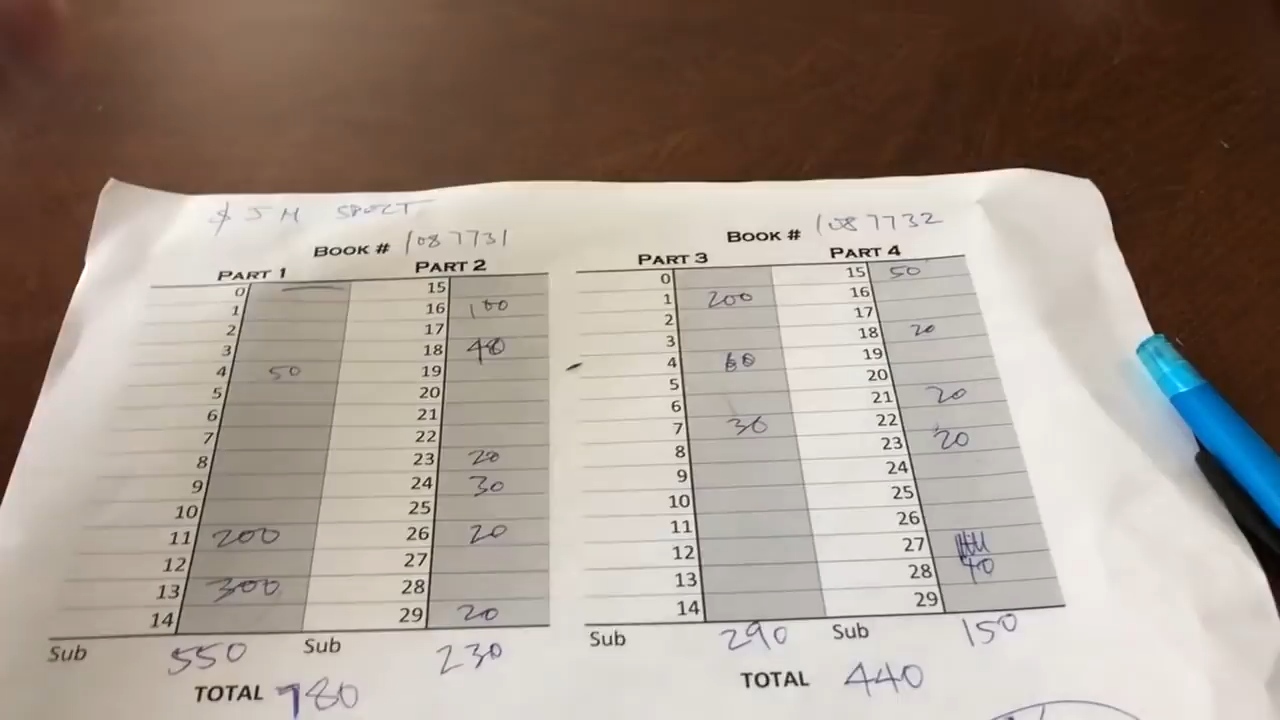 $ J M SPORT
BOOK # 1087731
BOOK # 1087732
PART 1 PART 2 PART 3 PART 4
0 15 0 15 50
1 16 100 1 200 16
2 17 2 17
3 18 40 3 18 20
4 50 19 4 60 19
5 20 5 20
6 21 6 21 20
7 22 7 30 22
8 23 20 8 23 20
9 24 30 9 24
10 25 10 25
11 200 26 20 11 26
12 27 12 27
13 300 28 13 28 40
14 29 20 14 29
Sub 550 Sub 230 Sub 290 Sub 150
TOTAL 780 TOTAL 440